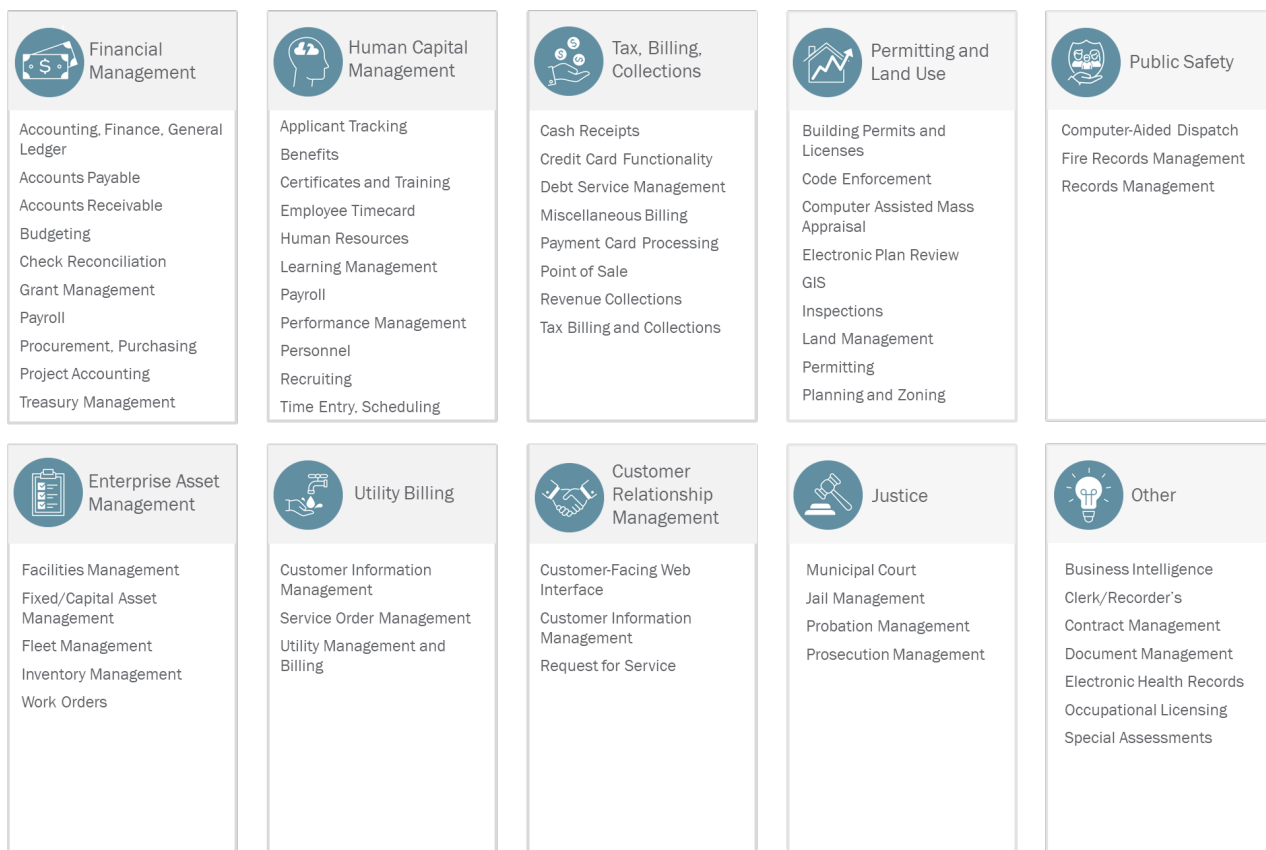 Financial
Management
Accounting, Finance, General
Ledger
Accounts Payable
Accounts Receivable
Budgeting
Check Reconciliation
Grant Management
Payroll
Procurement, Purchasing
Project Accounting
Treasury Management
Human Capital
Management
Applicant Tracking
Benefits
Certificates and Training
Employee Timecard
Human Resources
Learning Management
Payroll
Performance Management
Personnel
Recruiting
Time Entry, Scheduling
Tax, Billing,
Collections
Cash Receipts
Credit Card Functionality
Debt Service Management
Miscellaneous Billing
Payment Card Processing
Point of Sale
Revenue Collections
Tax Billing and Collections
Permitting and
Land Use
Building Permits and
Licenses
Code Enforcement
Computer Assisted Mass
Appraisal
Electronic Plan Review
GIS
Inspections
Land Management
Permitting
Planning and Zoning
Public Safety
Computer-Aided Dispatch
Fire Records Management
Records Management
Enterprise Asset
Management
Facilities Management
Fixed/Capital Asset
Management
Fleet Management
Inventory Management
Work Orders
Utility Billing
Customer Information
Management
Service Order Management
Utility Management and
Billing
Customer
Relationship
Management
Customer-Facing Web
Interface
Customer Information
Management
Request for Service
Justice
Municipal Court
Jail Management
Probation Management
Prosecution Management
Other
Business Intelligence
Clerk/Recorder's
Contract Management
Document Management
Electronic Health Records
Occupational Licensing
Special Assessments